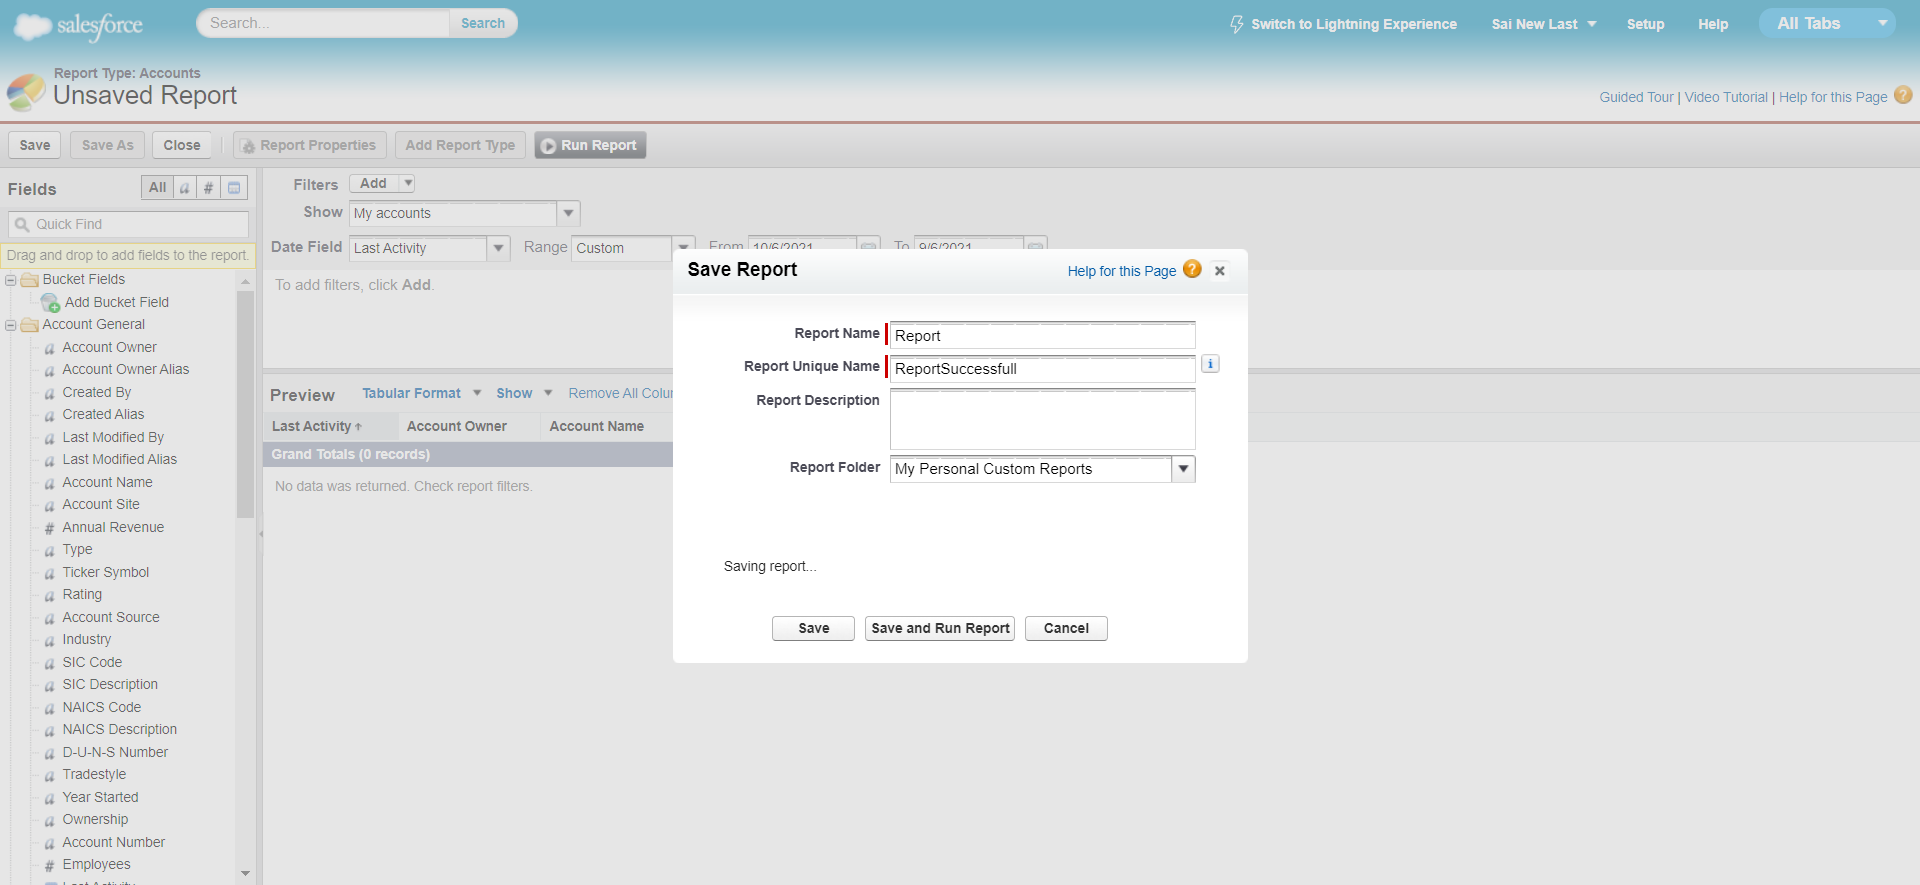 salesforce
Search...
Search
Switch to Lightning Experience
Sai New Last
Setup
Help
All Tabs
Report Type: Accounts
Unsaved Report
Guided Tour | Video Tutorial | Help for this Page ?
Save
Save As
Close
Report Properties
Add Report Type
Run Report
Fields
All a #
Quick Find
Drag and drop to add fields to the report.
Bucket Fields
Add Bucket Field
Account General
a Account Owner
a Account Owner Alias
a Created By
a Created Alias
a Last Modified By
a Last Modified Alias
a Account Name
a Account Site
# Annual Revenue
a Type
a Ticker Symbol
a Rating
a Account Source
a Industry
a SIC Code
a SIC Description
a NAICS Code
a NAICS Description
a D-U-N-S Number
a Tradestyle
a Year Started
a Ownership
a Account Number
# Employees
Last Activity
Filters Add
Show My accounts
Date Field Last Activity Range Custom From 10/6/2021 To 9/6/2021
To add filters, click Add.
Preview Tabular Format Show Remove All Colu
Last Activity Account Owner Account Name
Grand Totals (0 records)
No data was returned. Check report filters.
Save Report
Help for this Page ?
Report Name Report
Report Unique Name ReportSuccessfull i
Report Description
Report Folder My Personal Custom Reports
Saving report...
Save
Save and Run Report
Cancel